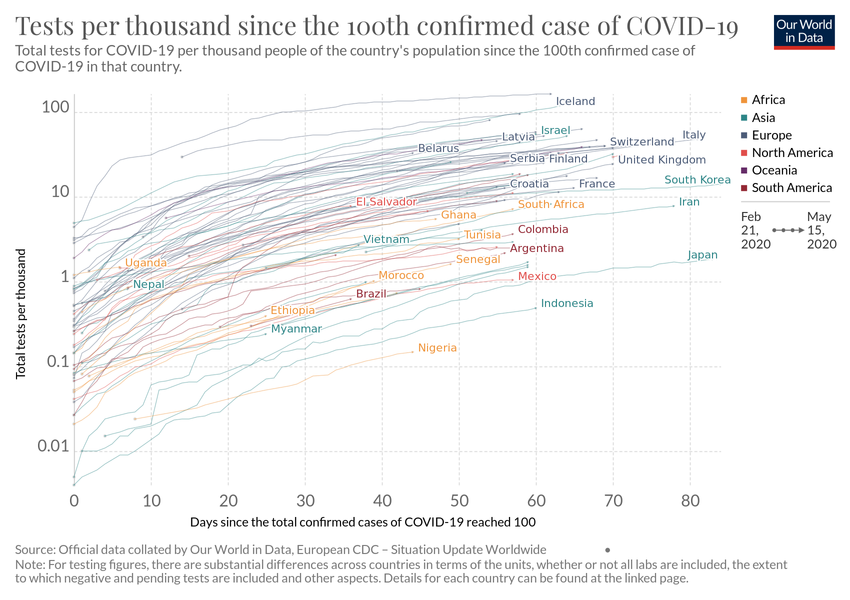 Tests per thousand since the 100th confirmed case of COVID-19
Our World
in Data
Total tests for COVID-19 per thousand people of the country's population since the 100th confirmed case of
COVID-19 in that country.
Africa
Asia
Europe
North America
Oceania
South America
Feb
21,
2020
May
15,
2020
Total tests per thousand
100
10
1
0.1
0.01
Iceland
Israel
Latvia
Italy
Switzerland
Belarus
Serbia Finland
United Kingdom
South Korea
Croatia
France
El Salvador
South Africa
Iran
Ghana
Colombia
Vietnam
Tunisia
Argentina
Japan
Uganda
Senegal
Morocco
Mexico
Nepal
Brazil
Indonesia
Ethiopia
Myanmar
Nigeria
0
10
20
30
40
50
60
70
80
Days since the total confirmed cases of COVID-19 reached 100
Source: Official data collated by Our World in Data, European CDC – Situation Update Worldwide
Note: For testing figures, there are substantial differences across countries in terms of the units, whether or not all labs are included, the extent
to which negative and pending tests are included and other aspects. Details for each country can be found at the linked page.